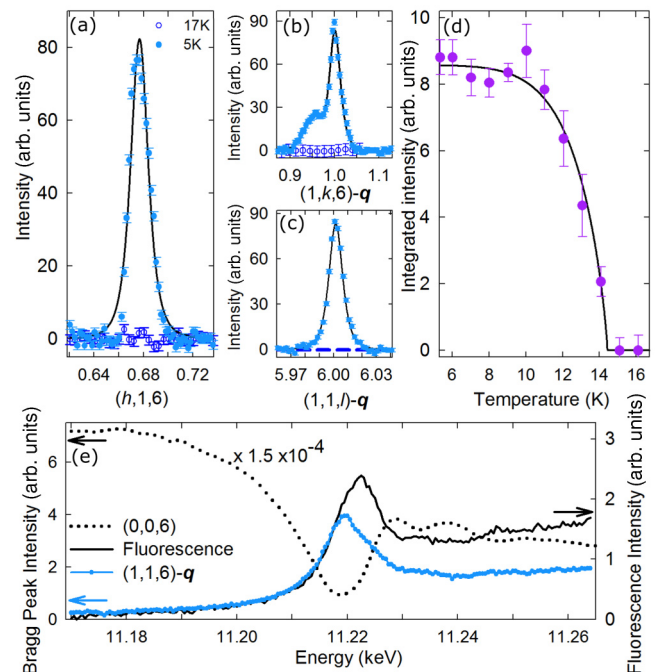 (a)
17K
5K
80
60
40
20
0
Intensity (arb. units)
0.64 0.68 0.72
(h,1,6)
(b)
90
60
30
0
Intensity (arb. units)
0.9 1.0 1.1
(1,k,6)-q
(c)
90
60
30
0
Intensity (arb. units)
5.97 6.00 6.03
(1,1,l)-q
(d)
10
8
6
4
2
0
Integrated intensity (arb. units)
6 8 10 12 14 16
Temperature (K)
(e)
x 1.5 x10-4
(0,0,6)
Fluorescence
(1,1,6)-q
6
4
2
0
Bragg Peak Intensity (arb. units)
3
2
1
0
Fluorescence Intensity (arb. units)
11.18 11.20 11.22 11.24 11.26
Energy (keV)